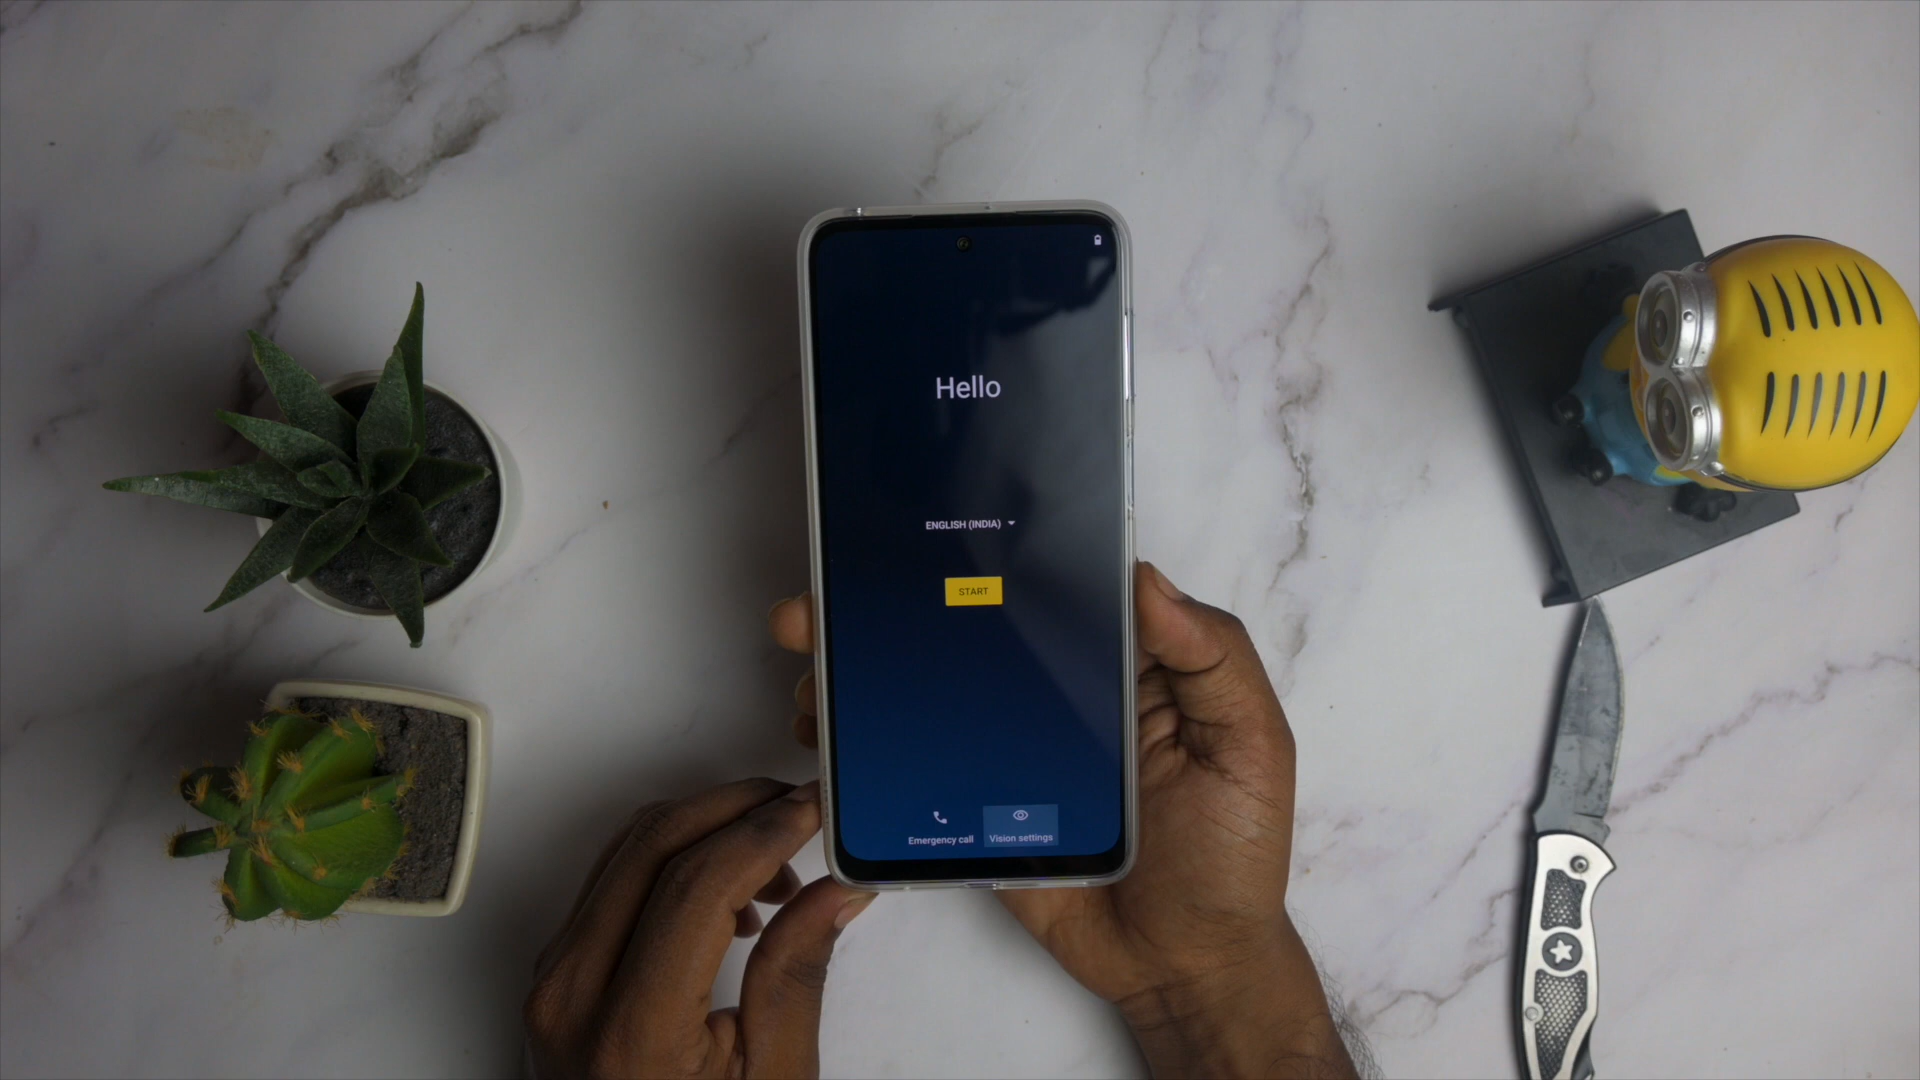 Hello
ENGLISH (INDIA)
START
Emergency call
Vision settings